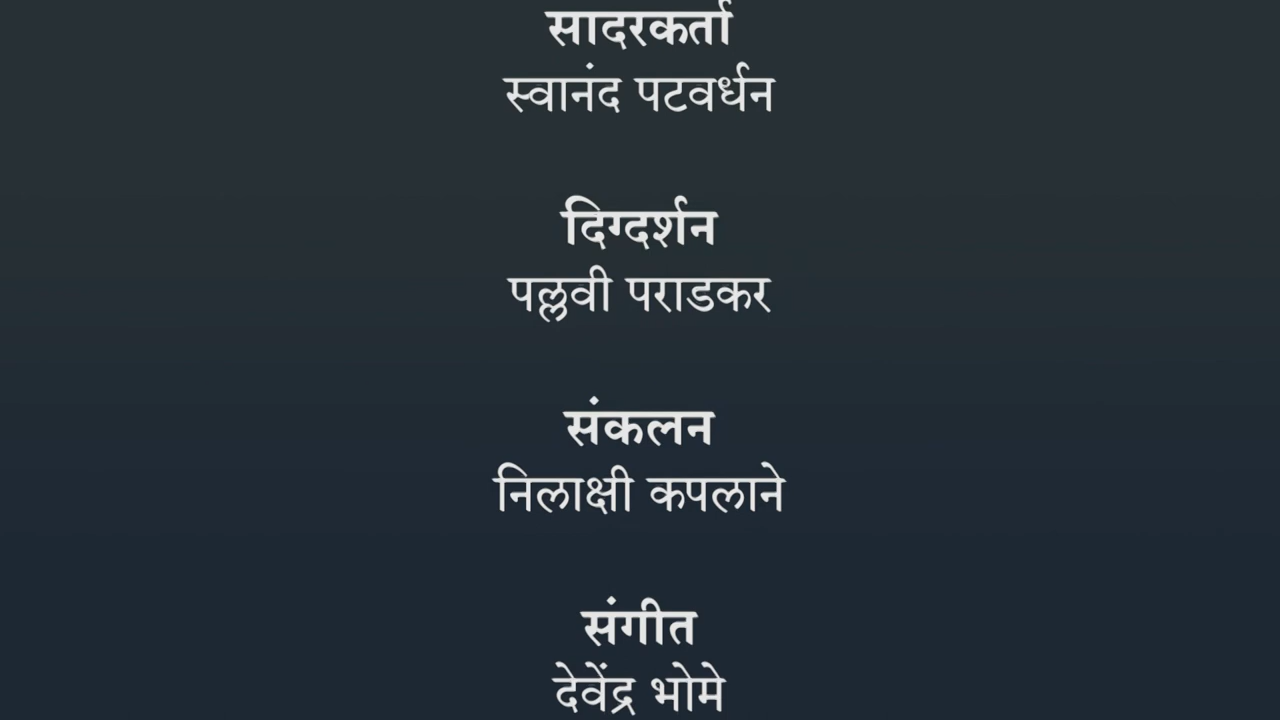 सादरकर्ता
स्वानंद पटवर्धन
दिग्दर्शन
पल्लवी पराडकर
संकलन
निलाक्षी कपलाने
संगीत
देवेंद्र भोमे